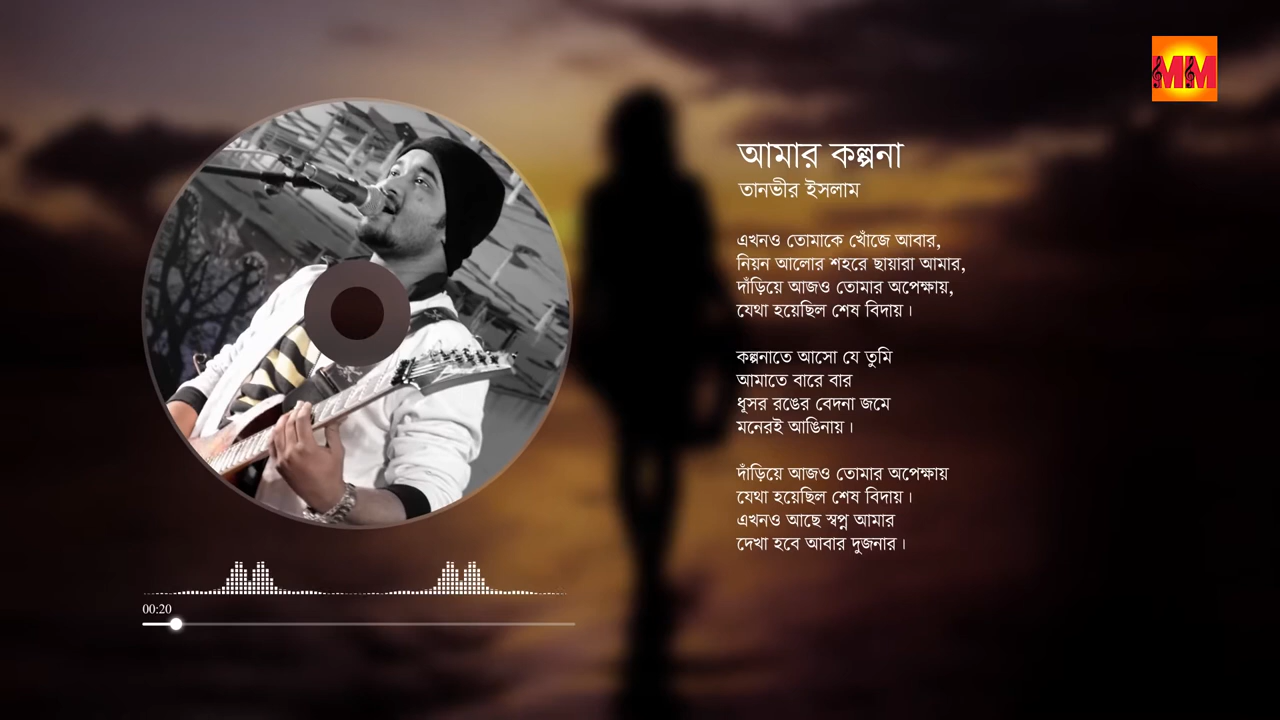 MM
আমার কল্পনা
তানভীর ইসলাম
এখনও তোমাকে খোঁজে আবার,
নিয়ন আলোর শহরে ছায়ারা আমার,
দাঁড়িয়ে আজও তোমার অপেক্ষায়,
যেথা হয়েছিল শেষ বিদায়।
কল্পনাতে আসো যে তুমি
আমাতে বারে বার
ধূসর রঙের বেদনা জমে
মনেরই আঙিনায়।
দাঁড়িয়ে আজও তোমার অপেক্ষায়
যেথা হয়েছিল শেষ বিদায়।
এখনও আছে স্বপ্ন আমার
দেখা হবে আবার দুজনার।
00:20